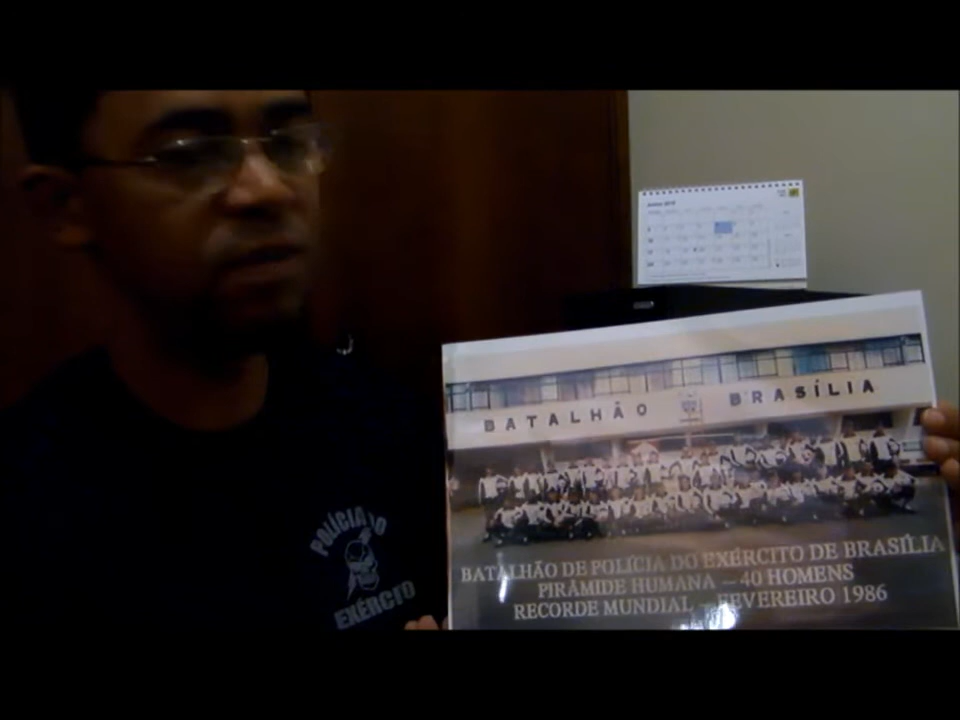 BATALHÃO BRASÍLIA
BATALHÃO DE POLÍCIA DO EXÉRCITO DE BRASÍLIA
PIRÂMIDE HUMANA - 40 HOMENS
RECORDE MUNDIAL - FEVEREIRO 1986
POLÍCIA DO
EXÉRCITO